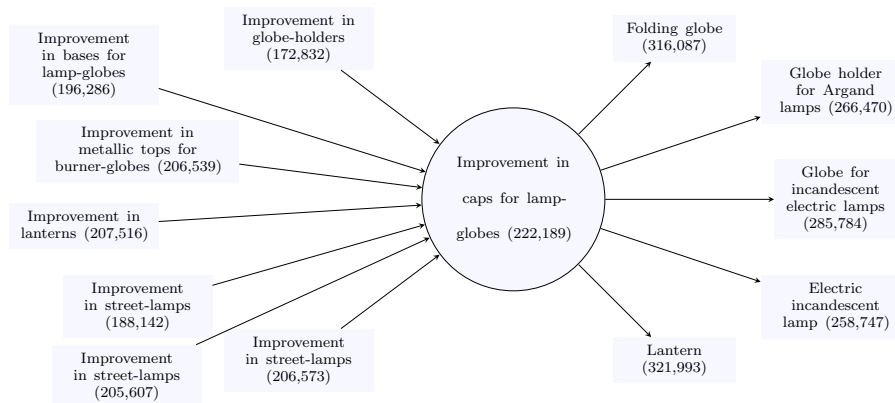 Improvement in
globe-holders
(172,832)
Improvement
in bases for
lamp-globes
(196,286)
Improvement in
metallic tops for
burner-globes (206,539)
Improvement in
lanterns (207,516)
Improvement
in street-lamps
(188,142)
Improvement
in street-lamps
(205,607)
Improvement
in street-lamps
(206,573)
Improvement in
caps for lamp-
globes (222,189)
Folding globe
(316,087)
Globe holder
for Argand
lamps (266,470)
Globe for
incandescent
electric lamps
(285,784)
Electric
incandescent
lamp (258,747)
Lantern
(321,993)